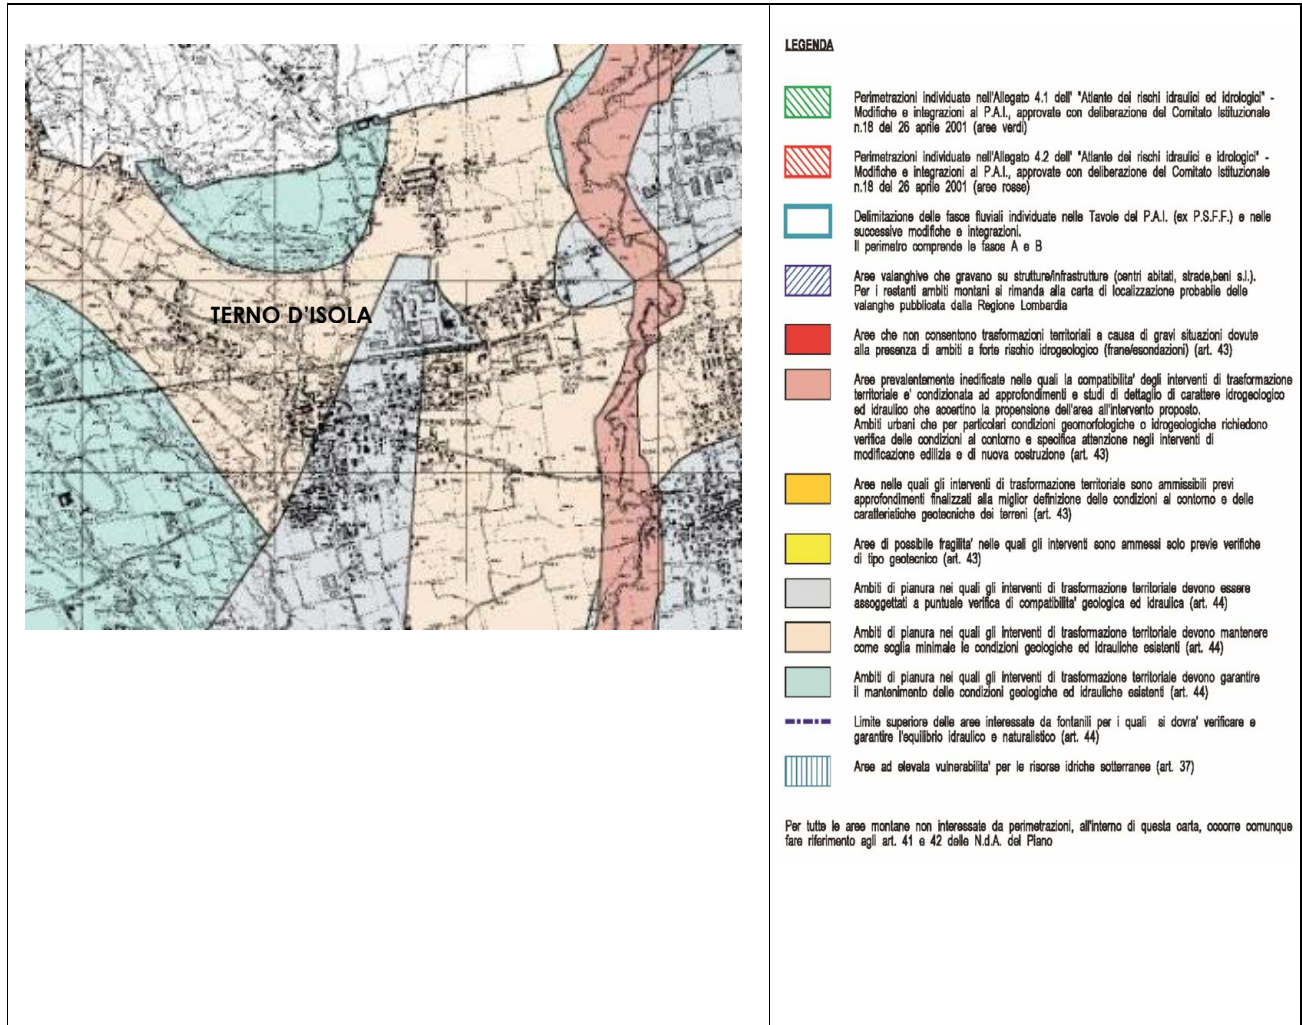 TERNO D'ISOLA
LEGENDA
Perimetrazioni individuate nell'Allegato 4.1 dell' "Atlante dei rischi idraulici ed idrologici" -
Modifiche e integrazioni al P.A.I., approvate con deliberazione del Comitato Istituzionale
n.18 del 26 aprile 2001 (aree verdi)
Perimetrazioni individuate nell'Allegato 4.2 dell' "Atlante dei rischi idraulici e idrologici" -
Modifiche e integrazioni al P.A.I., approvate con deliberazione del Comitato Istituzionale
n.18 del 26 aprile 2001 (aree rosse)
Delimitazione delle fasce fluviali individuate nelle Tavole del P.A.I. (ex P.S.F.F.) e nelle
successive modifiche e integrazioni.
Il perimetro comprende le fasce A e B
Aree valanghive che gravano su strutture/infrastrutture (centri abitati, strade,beni s.l.).
Per i restanti ambiti montani si rimanda alla carta di localizzazione probabile delle
valanghe pubblicata dalla Regione Lombardia
Aree che non consentono trasformazioni territoriali a causa di gravi situazioni dovute
alla presenza di ambiti a forte rischio idrogeologico (frane/esondazioni) (art. 43)
Aree prevalentemente inedificate nelle quali la compatibilita' degli interventi di trasformazione
territoriale e' condizionata ad approfondimenti e studi di dettaglio di carattere idrogeologico
ed idraulico che accertino la propensione dell'area all'intervento proposto.
Ambiti urbani che per particolari condizioni geomorfologiche o idrogeologiche richiedono
verifica delle condizioni al contorno e specifica attenzione negli interventi di
modificazione edilizia e di nuova costruzione (art. 43)
Aree nelle quali gli interventi di trasformazione territoriale sono ammissibili previ
approfondimenti finalizzati alla miglior definizione delle condizioni al contorno e delle
caratteristiche geotecniche dei terreni (art. 43)
Aree di possibile fragilita' nelle quali gli interventi sono ammessi solo previe verifiche
di tipo geotecnico (art. 43)
Ambiti di pianura nei quali gli interventi di trasformazione territoriale devono essere
assoggettati a puntuale verifica di compatibilita' geologica ed idraulica (art. 44)
Ambiti di pianura nei quali gli interventi di trasformazione territoriale devono mantenere
come soglia minimale le condizioni geologiche ed idrauliche esistenti (art. 44)
Ambiti di pianura nei quali gli interventi di trasformazione territoriale devono garantire
il mantenimento delle condizioni geologiche ed idrauliche esistenti (art. 44)
Limite superiore delle aree interessate da fontanili per i quali si dovra' verificare e
garantire l'equilibrio idraulico e naturalistico (art. 44)
Aree ad elevata vulnerabilita' per le risorse idriche sotterranee (art. 37)
Per tutte le aree montane non interessate da perimetrazioni, all'interno di questa carta, occorre comunque
fare riferimento agli art. 41 e 42 delle N.d.A. del Piano